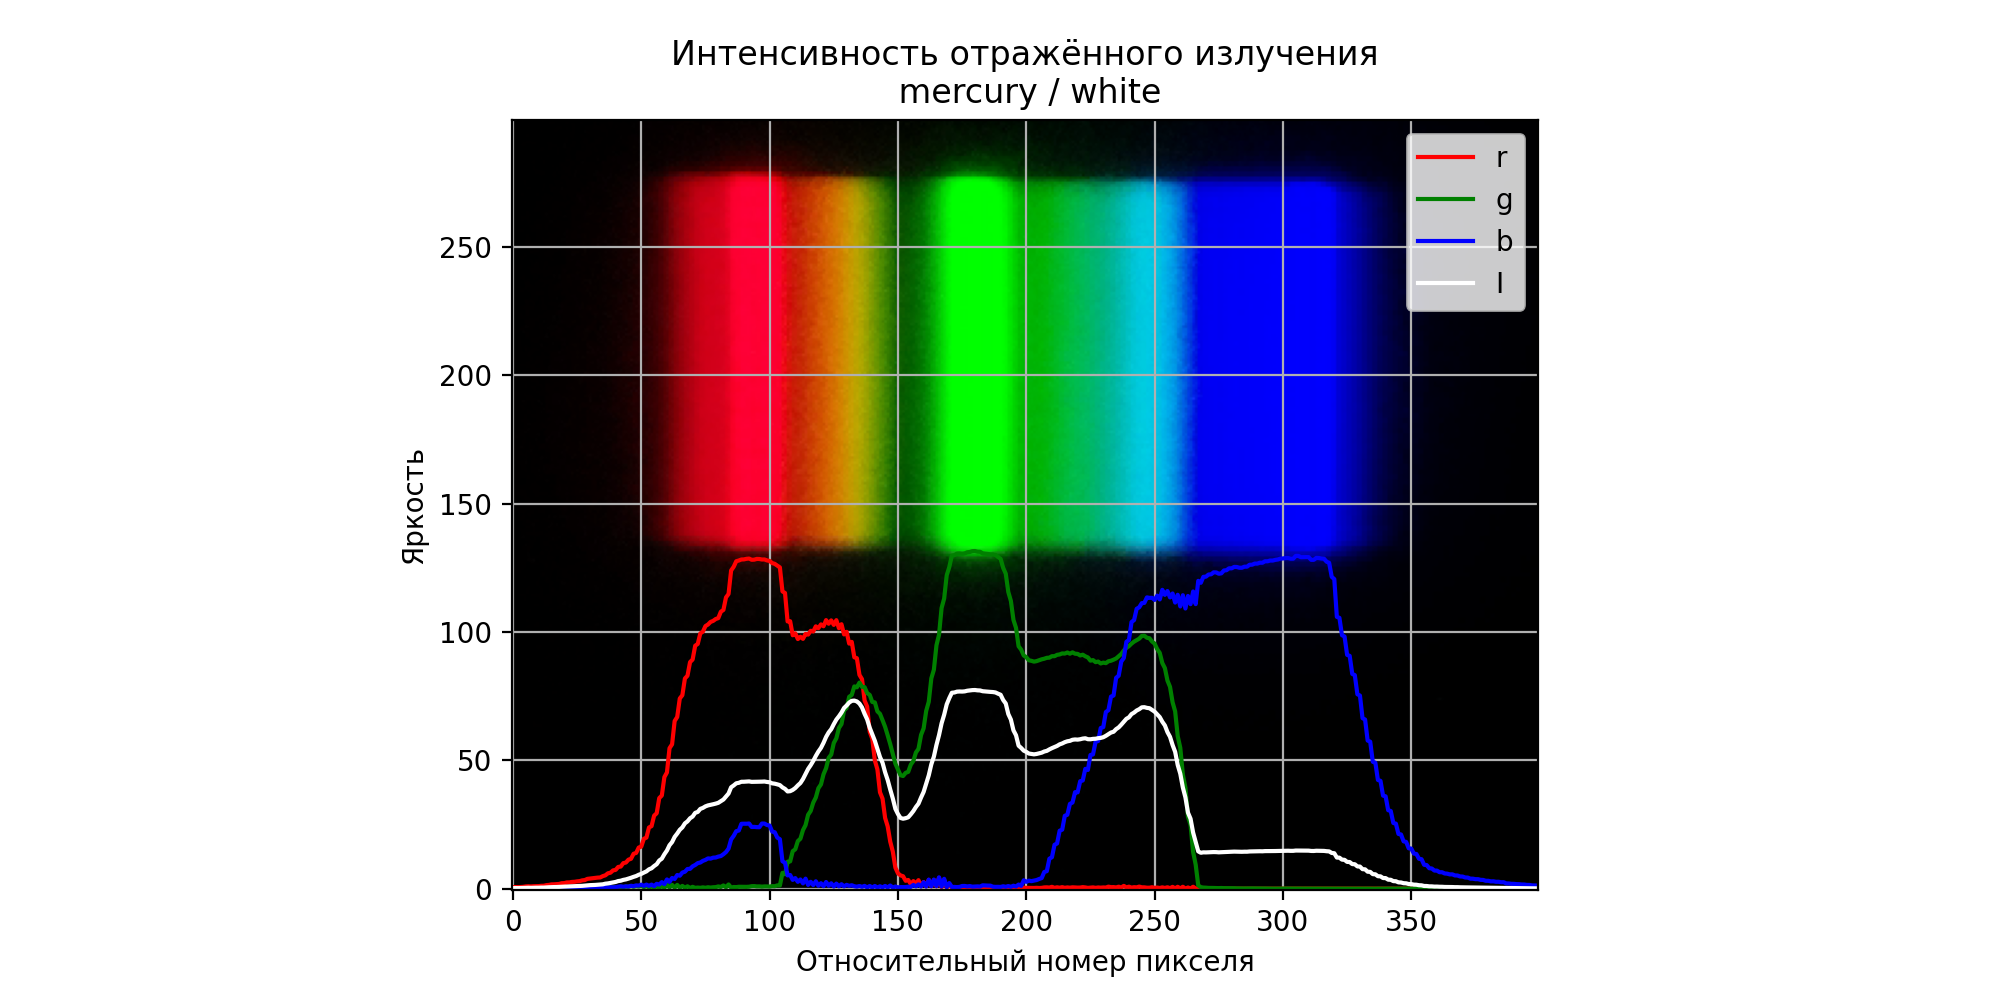 Интенсивность отражённого излучения
mercury / white
r
g
b
l
250
200
150
100
50
0
Яркость
0 50 100 150 200 250 300 350
Относительный номер пикселя